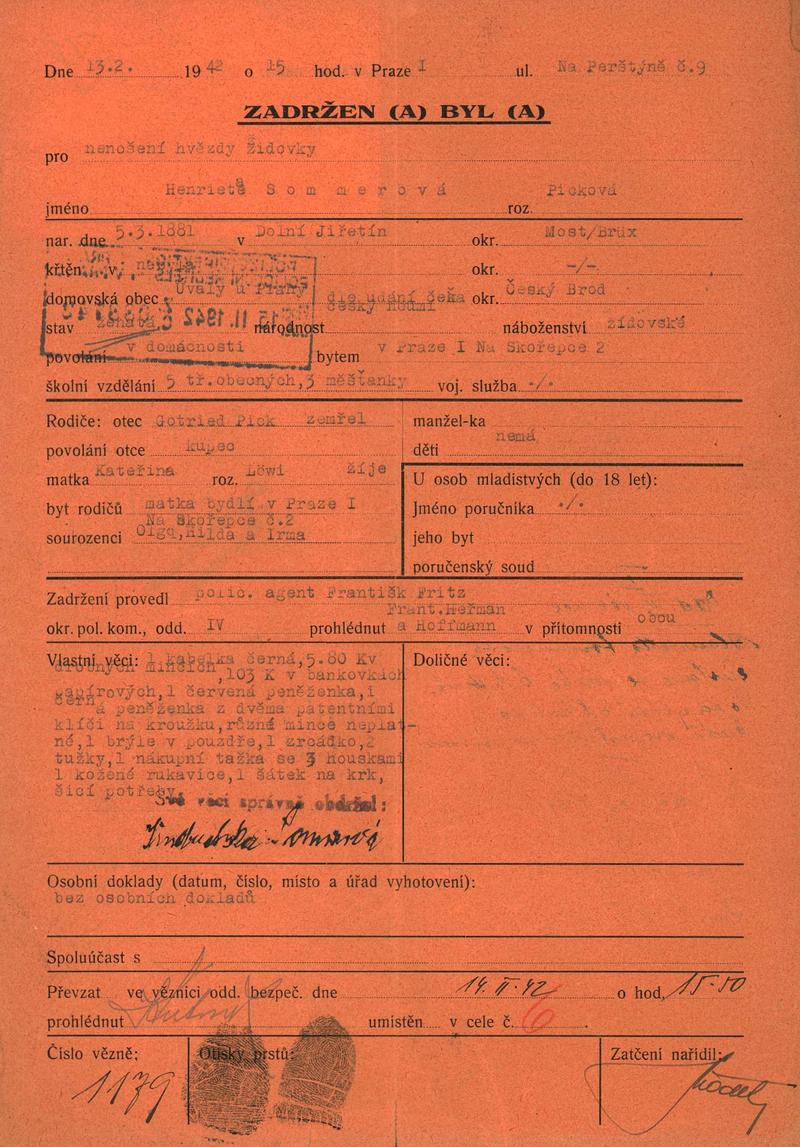 Dne 13.2. 19 42 o 15 hod. v Praze I ul. Na Perštýně č.9
ZADRŽEN (A) BYL (A)
pro nenošení hvězdy Židovky
jméno Henrieta Sommerová roz. Picková
nar. dne 5.3.1881 v Dolní Jiřetín okr. Most/Brüx
křtěn v okr. -/-
domovská obec Úvaly u Prahy okr. Český Brod
stav národnost náboženství židovské
povolání v domácnosti bytem v Praze I Na Skořepce 2
školní vzdělání 5 tř.obecných,3 měšťanky voj. služba -/-
Rodiče: otec Gotried Pick zemřel manžel-ka
povolání otce kupec děti nemá
matka Kateřina roz. Löwi žije
U osob mladistvých (do 18 let):
byt rodičů matka bydlí v Praze I Jméno poručníka -/-
Na Skořepce č.2
sourozenci Olga,Hilda a Irma jeho byt
poručenský soud
Zadržení provedl polic. agent František Fritz
Frant.Heřman
okr. pol. kom., odd. IV prohlédnut a Hoffmann v přítomnosti obou
Vlastní věci: 1 kabelka černá,5.80 Kv Doličné věci:
drobných mincích
,103 K v bankovkách
papírových,1 červená peněženka,1
čern
á peněženka z dvěma patentními
klíči na kroužku,různé mince neplat-
né,1 brýle v pouzdře,1 zrcádko,2
tužky,1 nákupní tažka se 3 houskami
1 kožené rukavice,1 šátek na krk,
šicí potřeby.
Své věci správně obdržel:
Osobní doklady (datum, číslo, místo a úřad vyhotovení):
bez osobních dokladů
Spoluúčast s
Převzat ve věznici odd. bezpeč. dne 14. II. 42 o hod, 15-50
prohlédnut umístěn v cele č. 6
Číslo vězně: Otisky prstů: Zatčení nařídil:
1179